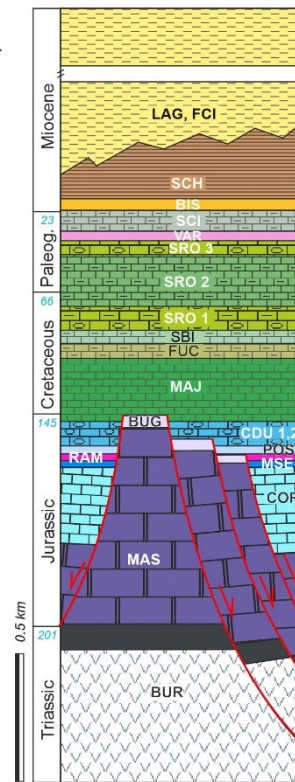 Miocene
LAG, FCI
SCH
BIS
23
Paleog.
SCI
VAR
SRO 3
SRO 2
66
Cretaceous
SRO 1
SBI
FUC
MAJ
145
BUG
CDU 1,2
POS
RAM
MSE
COR
Jurassic
MAS
201
0.5 km
Triassic
BUR